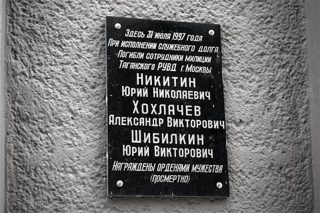 Здесь 31 июля 1997 года
При исполнении служебного долга
Погибли сотрудники милиции
Таганского РУВД г. Москвы
Никитин
Юрий Николаевич
Хохлачев
Александр Викторович
Шибилкин
Юрий Викторович
Награждены орденами мужества
(посмертно)